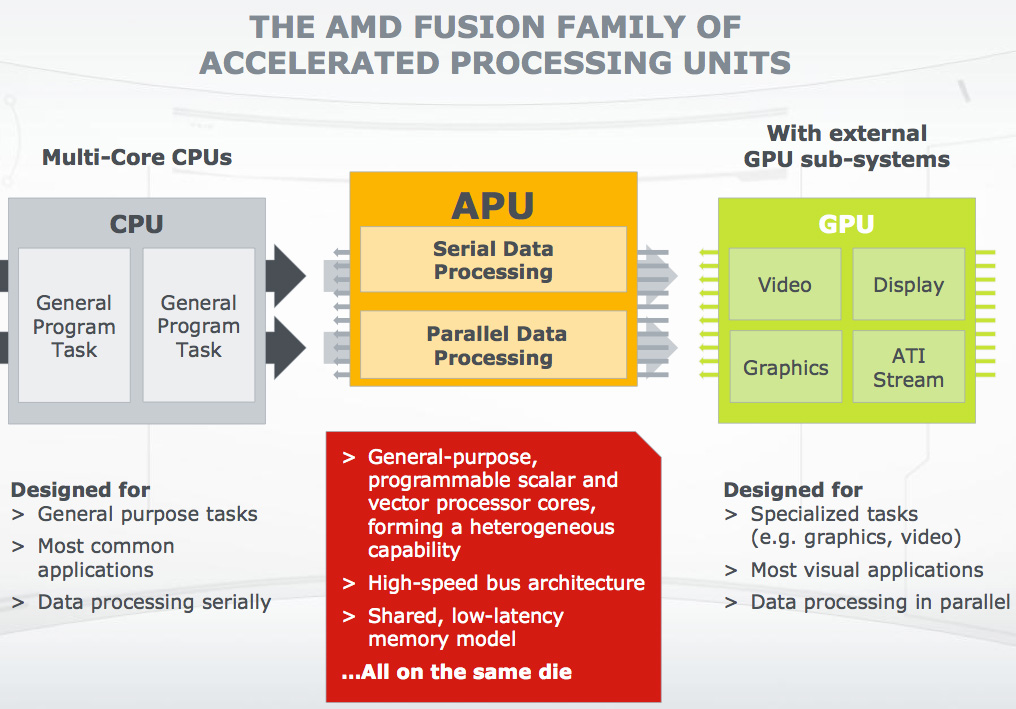 THE AMD FUSION FAMILY OF
ACCELERATED PROCESSING UNITS
Multi-Core CPUs
CPU
General
Program
Task
General
Program
Task
APU
Serial Data
Processing
Parallel Data
Processing
With external
GPU sub-systems
GPU
Video
Display
Graphics
ATI
Stream
Designed for
> General purpose tasks
> Most common
applications
> Data processing serially
> General-purpose,
programmable scalar and
vector processor cores,
forming a heterogeneous
capability
> High-speed bus architecture
> Shared, low-latency
memory model
...All on the same die
Designed for
> Specialized tasks
(e.g. graphics, video)
> Most visual applications
> Data processing in parallel